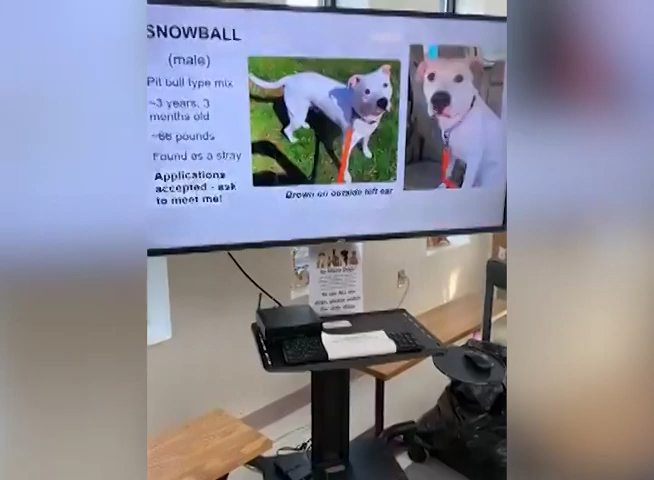 SNOWBALL
(male)
Pit bull type mix
~3 years, 3
months old
~66 pounds
Found as a stray
Applications
accepted - ask
to meet me!
Brown on outside left ear